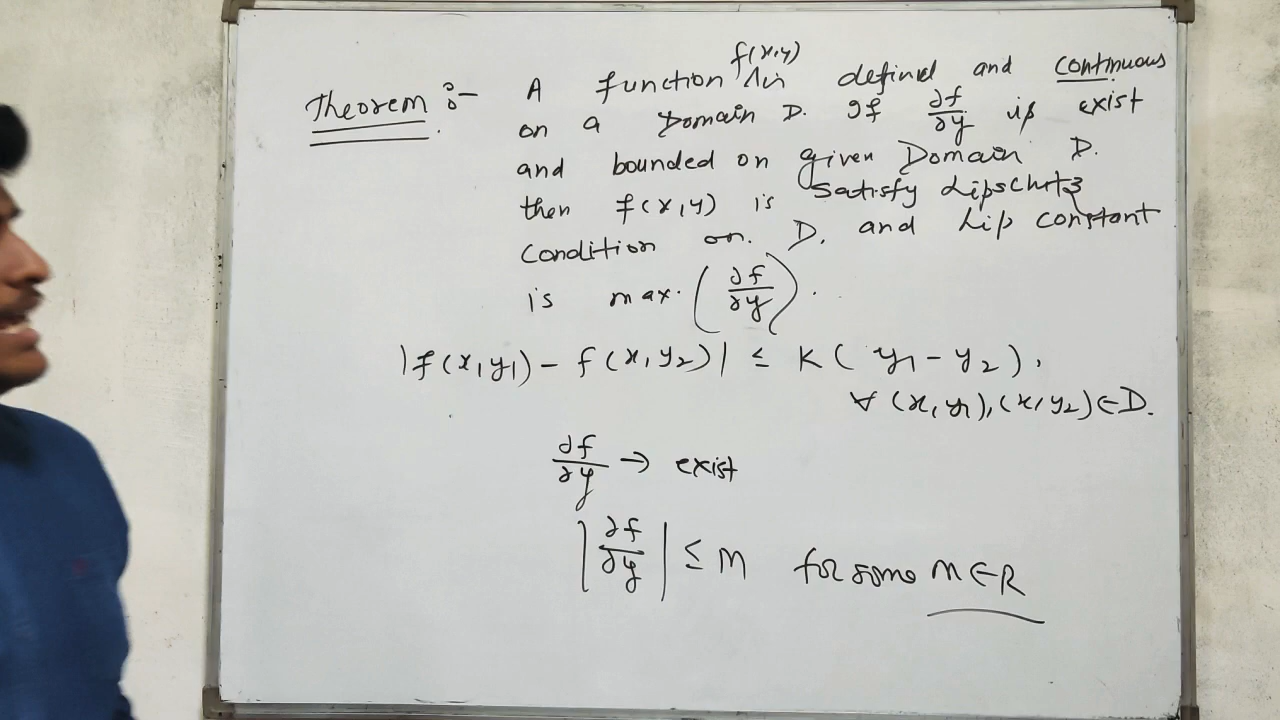 Theorem :- A function f(x,y) is defined and continuous
on a Domain D. If ∂f/∂y is exist
and bounded on given Domain D.
then f(x,y) is satisfy Lipschitz
condition on. D. and Lip constant
is max. (∂f/∂y).
|f(x,y₁) - f(x,y₂)| ≤ K(y₁-y₂),
∀ (x,y₁),(x,y₂)∈D.
∂f/∂y → exist
|∂f/∂y| ≤ M for some M∈R